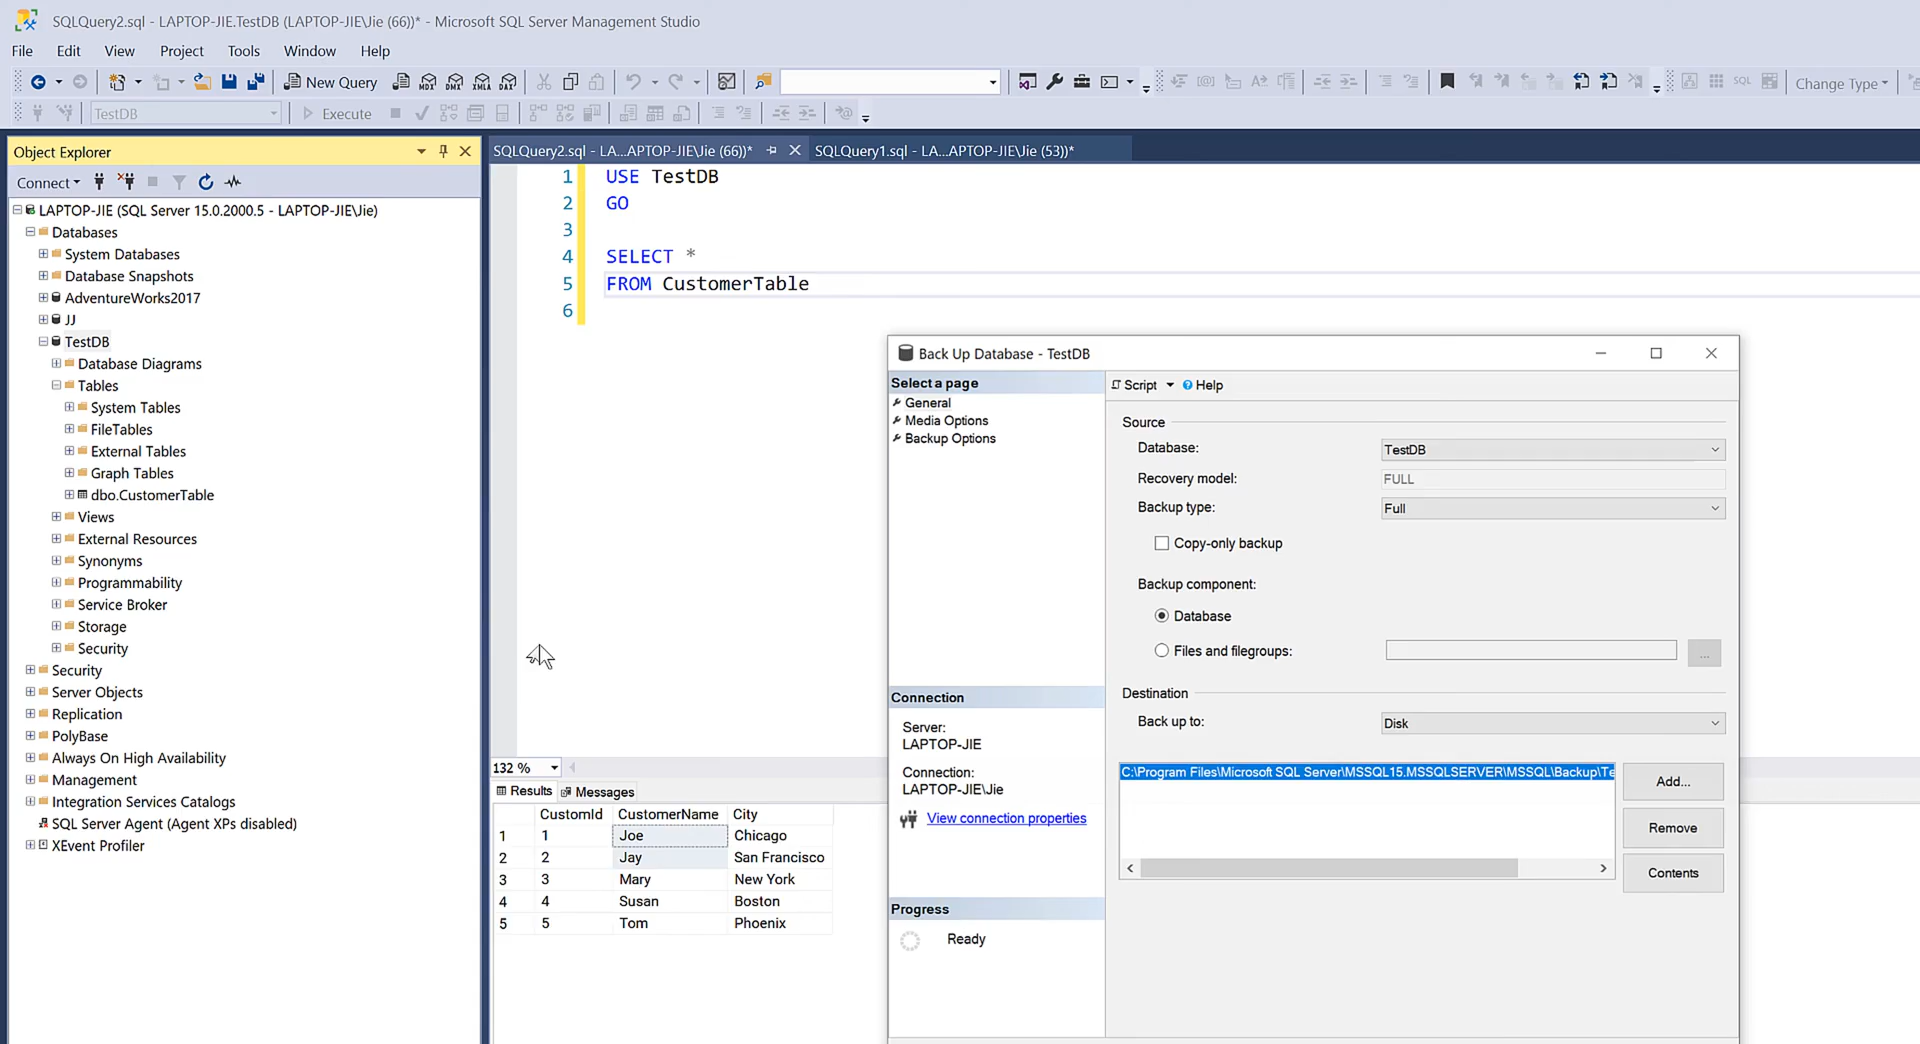 SQLQuery2.sql - LAPTOP-JIE.TestDB (LAPTOP-JIE\Jie (66))* - Microsoft SQL Server Management Studio
File Edit View Project Tools Window Help
New Query MDX DMX XMLA DAX SQL Change Type
TestDB Execute
Object Explorer
Connect
LAPTOP-JIE (SQL Server 15.0.2000.5 - LAPTOP-JIE\Jie)
Databases
System Databases
Database Snapshots
AdventureWorks2017
JJ
TestDB
Database Diagrams
Tables
System Tables
FileTables
External Tables
Graph Tables
dbo.CustomerTable
Views
External Resources
Synonyms
Programmability
Service Broker
Storage
Security
Security
Server Objects
Replication
PolyBase
Always On High Availability
Management
Integration Services Catalogs
SQL Server Agent (Agent XPs disabled)
XEvent Profiler
SQLQuery2.sql - LA...APTOP-JIE\Jie (66))* SQLQuery1.sql - LA...APTOP-JIE\Jie (53))*
1 USE TestDB
2 GO
3
4 SELECT *
5 FROM CustomerTable
6
132 %
Results Messages
CustomId CustomerName City
1 1 Joe Chicago
2 2 Jay San Francisco
3 3 Mary New York
4 4 Susan Boston
5 5 Tom Phoenix
Back Up Database - TestDB
Select a page
General
Media Options
Backup Options
Connection
Server:
LAPTOP-JIE
Connection:
LAPTOP-JIE\Jie
View connection properties
Progress
Ready
Script Help
Source
Database: TestDB
Recovery model: FULL
Backup type: Full
Copy-only backup
Backup component:
Database
Files and filegroups: ...
Destination
Back up to: Disk
C:\Program Files\Microsoft SQL Server\MSSQL15.MSSQLSERVER\MSSQL\Backup\Te
Add...
Remove
Contents